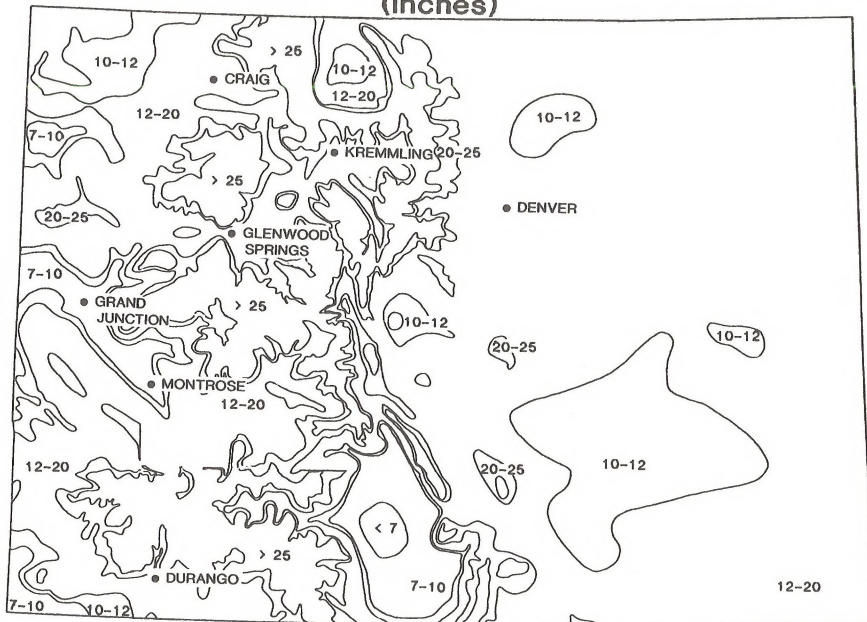 (inches)
> 25
10-12
10-12
CRAIG
12-20
10-12
12-20
7-10
KREMMLING
20-25
> 25
DENVER
20-25
GLENWOOD
SPRINGS
7-10
GRAND
JUNCTION
> 25
10-12
10-12
20-25
MONTROSE
12-20
12-20
20-25
10-12
< 7
> 25
DURANGO
7-10
12-20
7-10
10-12